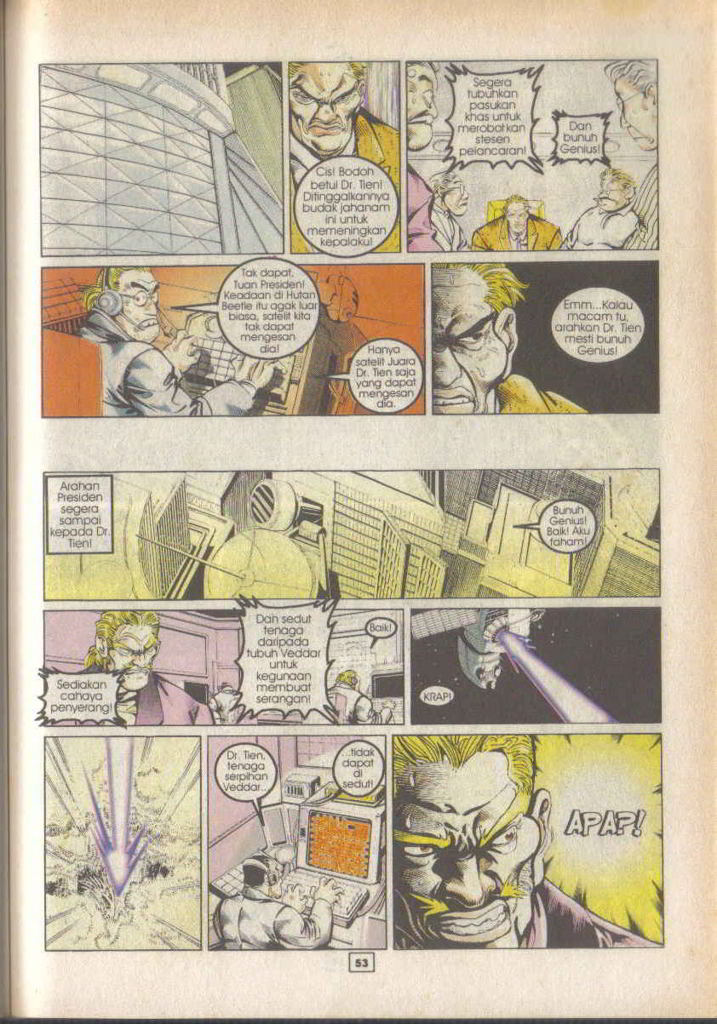 Cis! Bodoh
betul Dr. Tien!
Ditinggalkannya
budak jahanam
ini untuk
memeningkan
kepalaku!
Segera
tubuhkan
pasukan
khas untuk
merobotkan
stesen
pelancaran!
Dan
bunuh
Genius!
Tak dapat,
Tuan Presiden!
Keadaan di Hutan
Beetle itu agak luar
biasa, satelit kita
tak dapat
mengesan
dia!
Hanya
satelit Juara
Dr. Tien saja
yang dapat
mengesan
dia.
Emm...Kalau
macam tu,
arahkan Dr. Tien
mesti bunuh
Genius!
Arahan
Presiden
segera
sampai
kepada Dr.
Tien!
Bunuh
Genius!
Baik! Aku
faham!
Sediakan
cahaya
penyerang!
Dah sedut
tenaga
daripada
tubuh Veddar
untuk
kegunaan
membuat
serangan!
Baik!
KRAP!
Dr. Tien,
tenaga
serpihan
Veddar...
...tidak
dapat
di
sedut!
APA?!
53